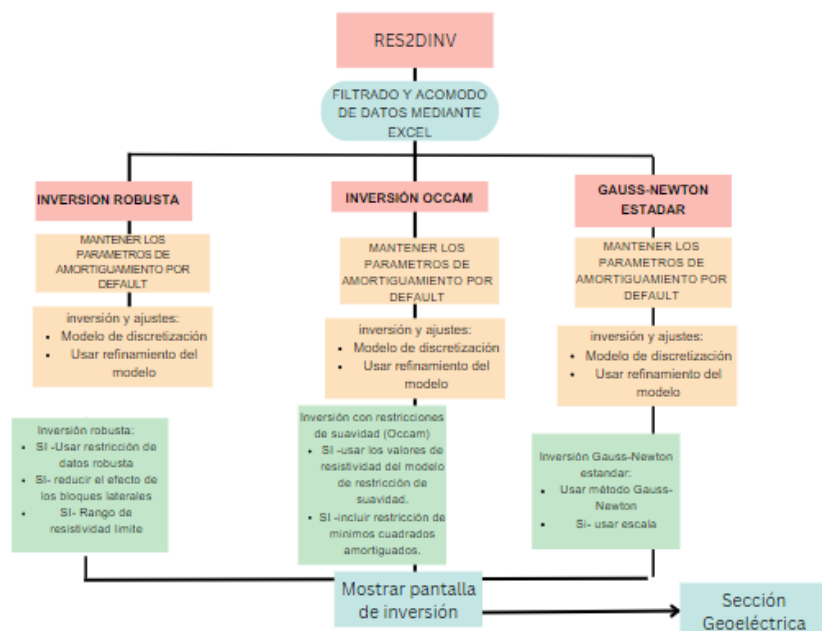 RES2DINV
FILTRADO Y ACOMODO
DE DATOS MEDIANTE
EXCEL
INVERSION ROBUSTA
MANTENER LOS
PARAMETROS DE
AMORTIGUAMIENTO POR
DEFAULT
inversión y ajustes:
• Modelo de discretización
• Usar refinamiento del
modelo
Inversión robusta:
• SI -Usar restricción de
datos robusta
• SI- reducir el efecto de
los bloques laterales
• SI- Rango de
resistividad limite
INVERSIÓN OCCAM
MANTENER LOS
PARAMETROS DE
AMORTIGUAMIENTO POR
DEFAULT
inversión y ajustes:
• Modelo de discretización
• Usar refinamiento del
modelo
Inversión con restricciones
de suavidad (Occam)
• SI -usar los valores de
resistividad del modelo
de restricción de
suavidad.
• SI -incluir restricción de
minimos cuadrados
amortiguados.
GAUSS-NEWTON
ESTADAR
MANTENER LOS
PARAMETROS DE
AMORTIGUAMIENTO POR
DEFAULT
inversión y ajustes:
• Modelo de discretización
• Usar refinamiento del
modelo
Inversión Gauss-Newton
estandar:
• Usar método Gauss-
Newton
• Si- usar escala
Mostrar pantalla
de inversión
Sección
Geoeléctrica